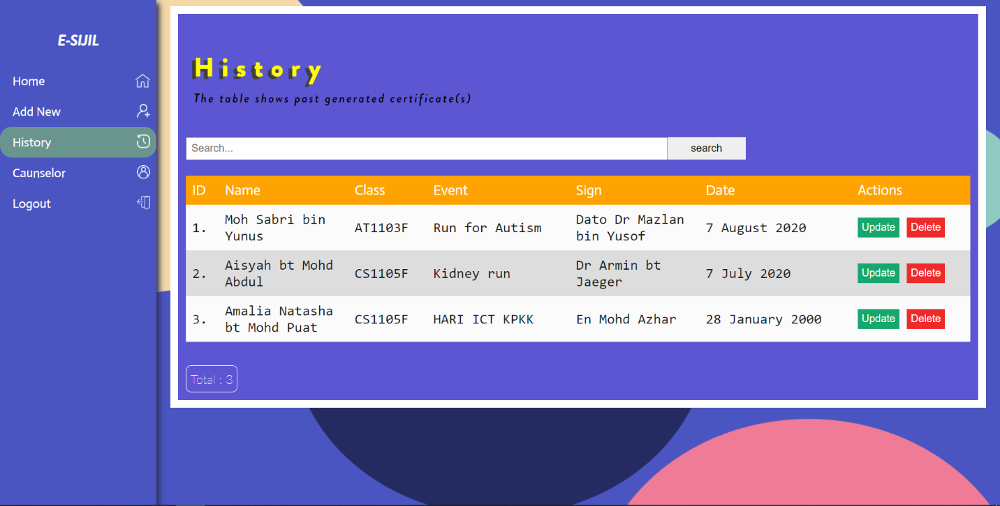 E-SIJIL
Home
Add New
History
Caunselor
Logout
History
The table shows past generated certificate(s)
Search...
search
ID Name Class Event Sign Date Actions
1. Moh Sabri bin Yunus AT1103F Run for Autism Dato Dr Mazlan bin Yusof 7 August 2020 Update Delete
2. Aisyah bt Mohd Abdul CS1105F Kidney run Dr Armin bt Jaeger 7 July 2020 Update Delete
3. Amalia Natasha bt Mohd Puat CS1105F HARI ICT KPKK En Mohd Azhar 28 January 2000 Update Delete
Total : 3